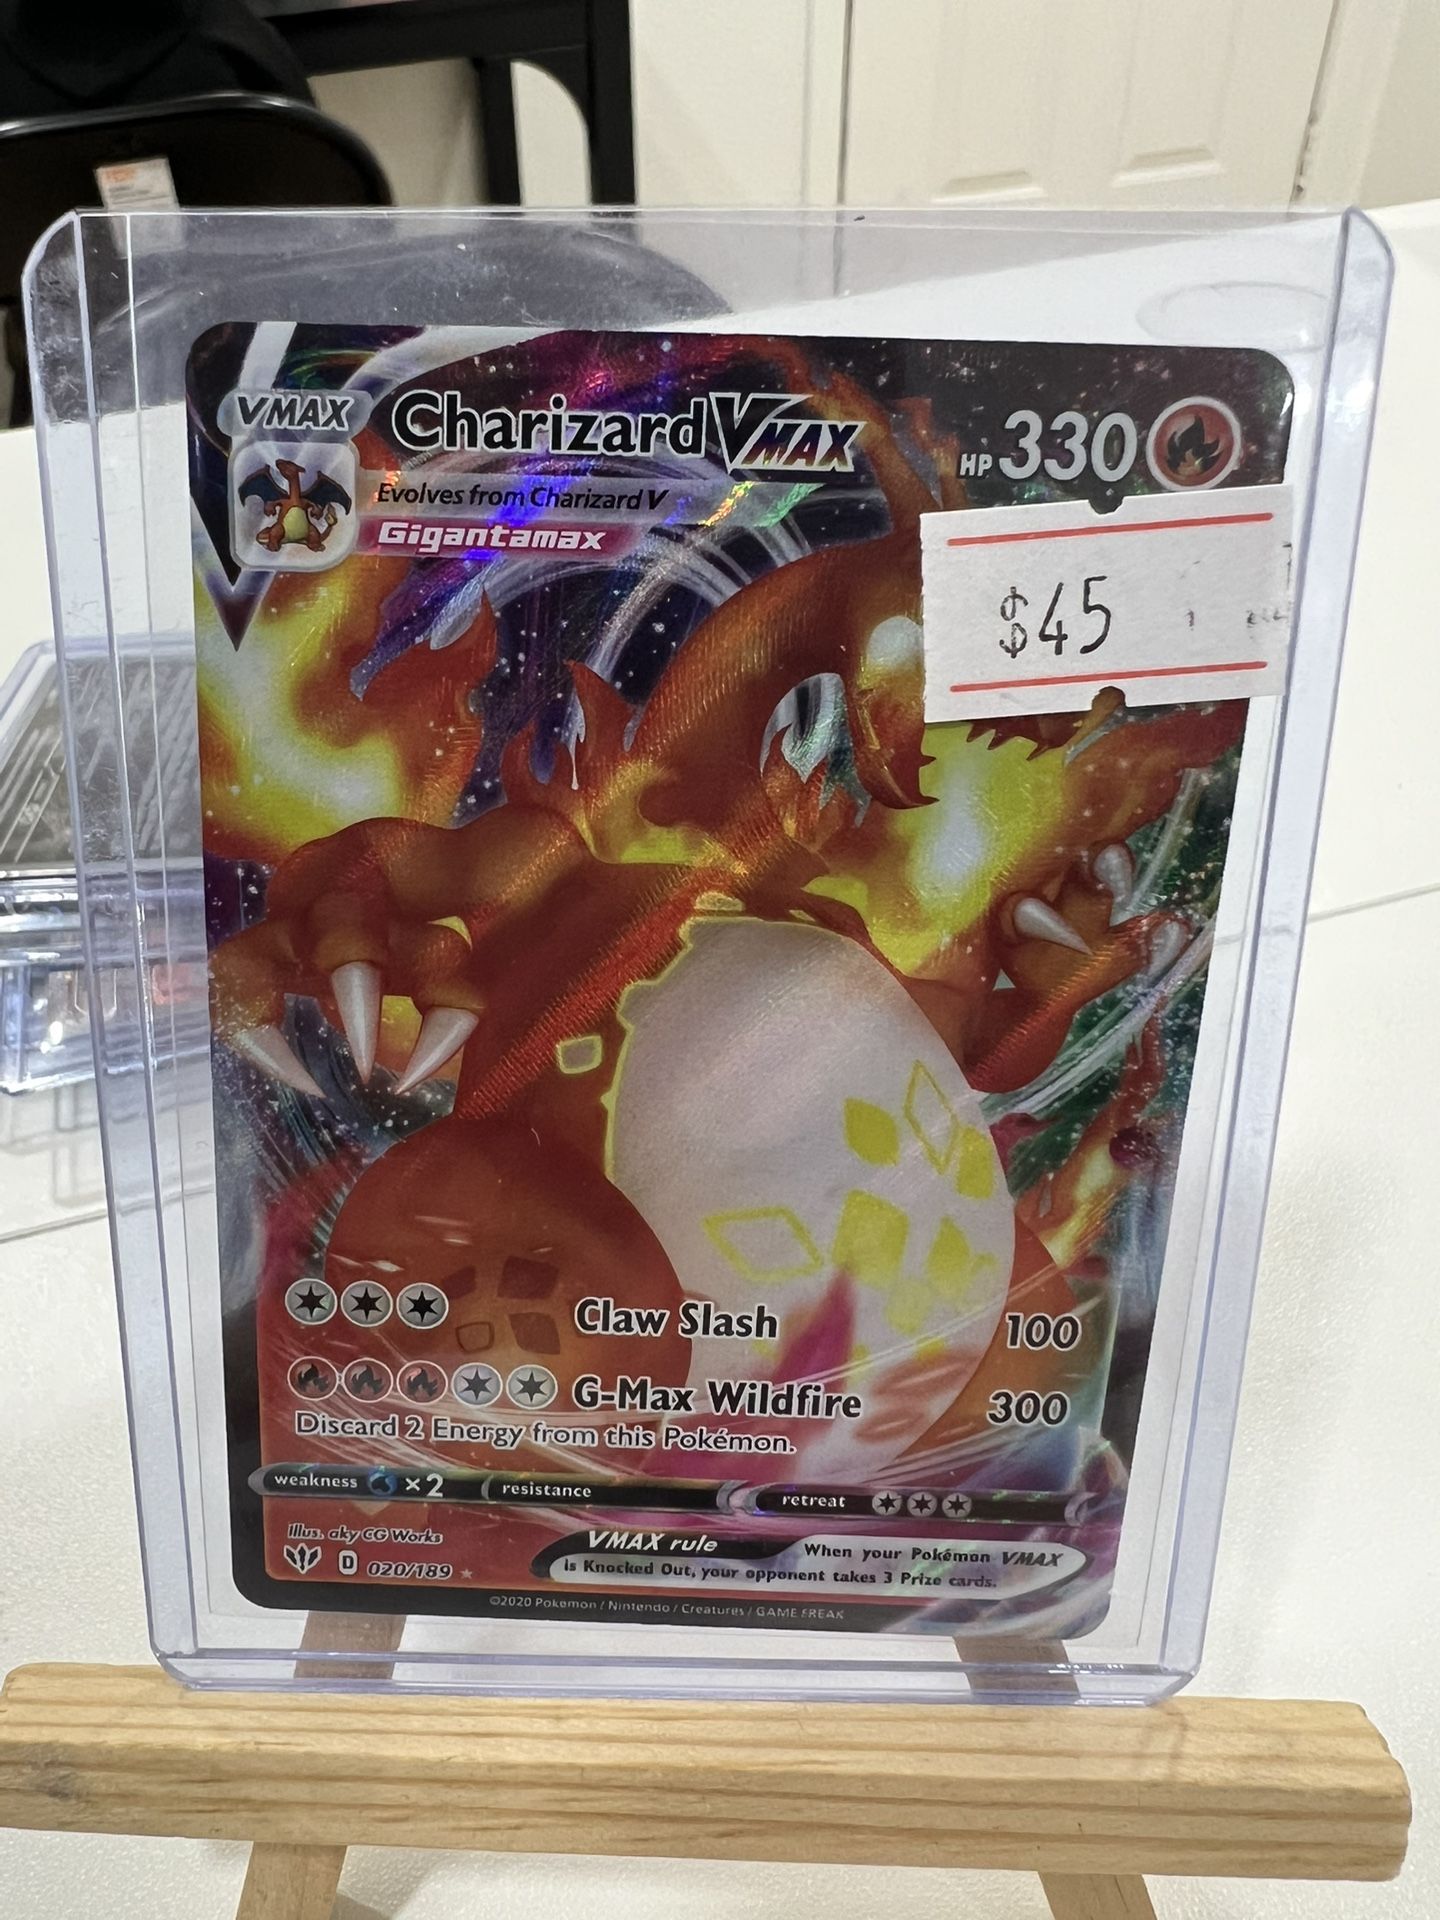 VMAX Charizard VMAX HP 330
Evolves from Charizard V
Gigantamax
$45
Claw Slash 100
G-Max Wildfire 300
Discard 2 Energy from this Pokémon.
weakness ×2 resistance retreat
Illus. aky CG Works
D 020/189 ★
VMAX rule When your Pokémon VMAX
is Knocked Out, your opponent takes 3 Prize cards.
©2020 Pokémon / Nintendo / Creatures / GAME FREAK